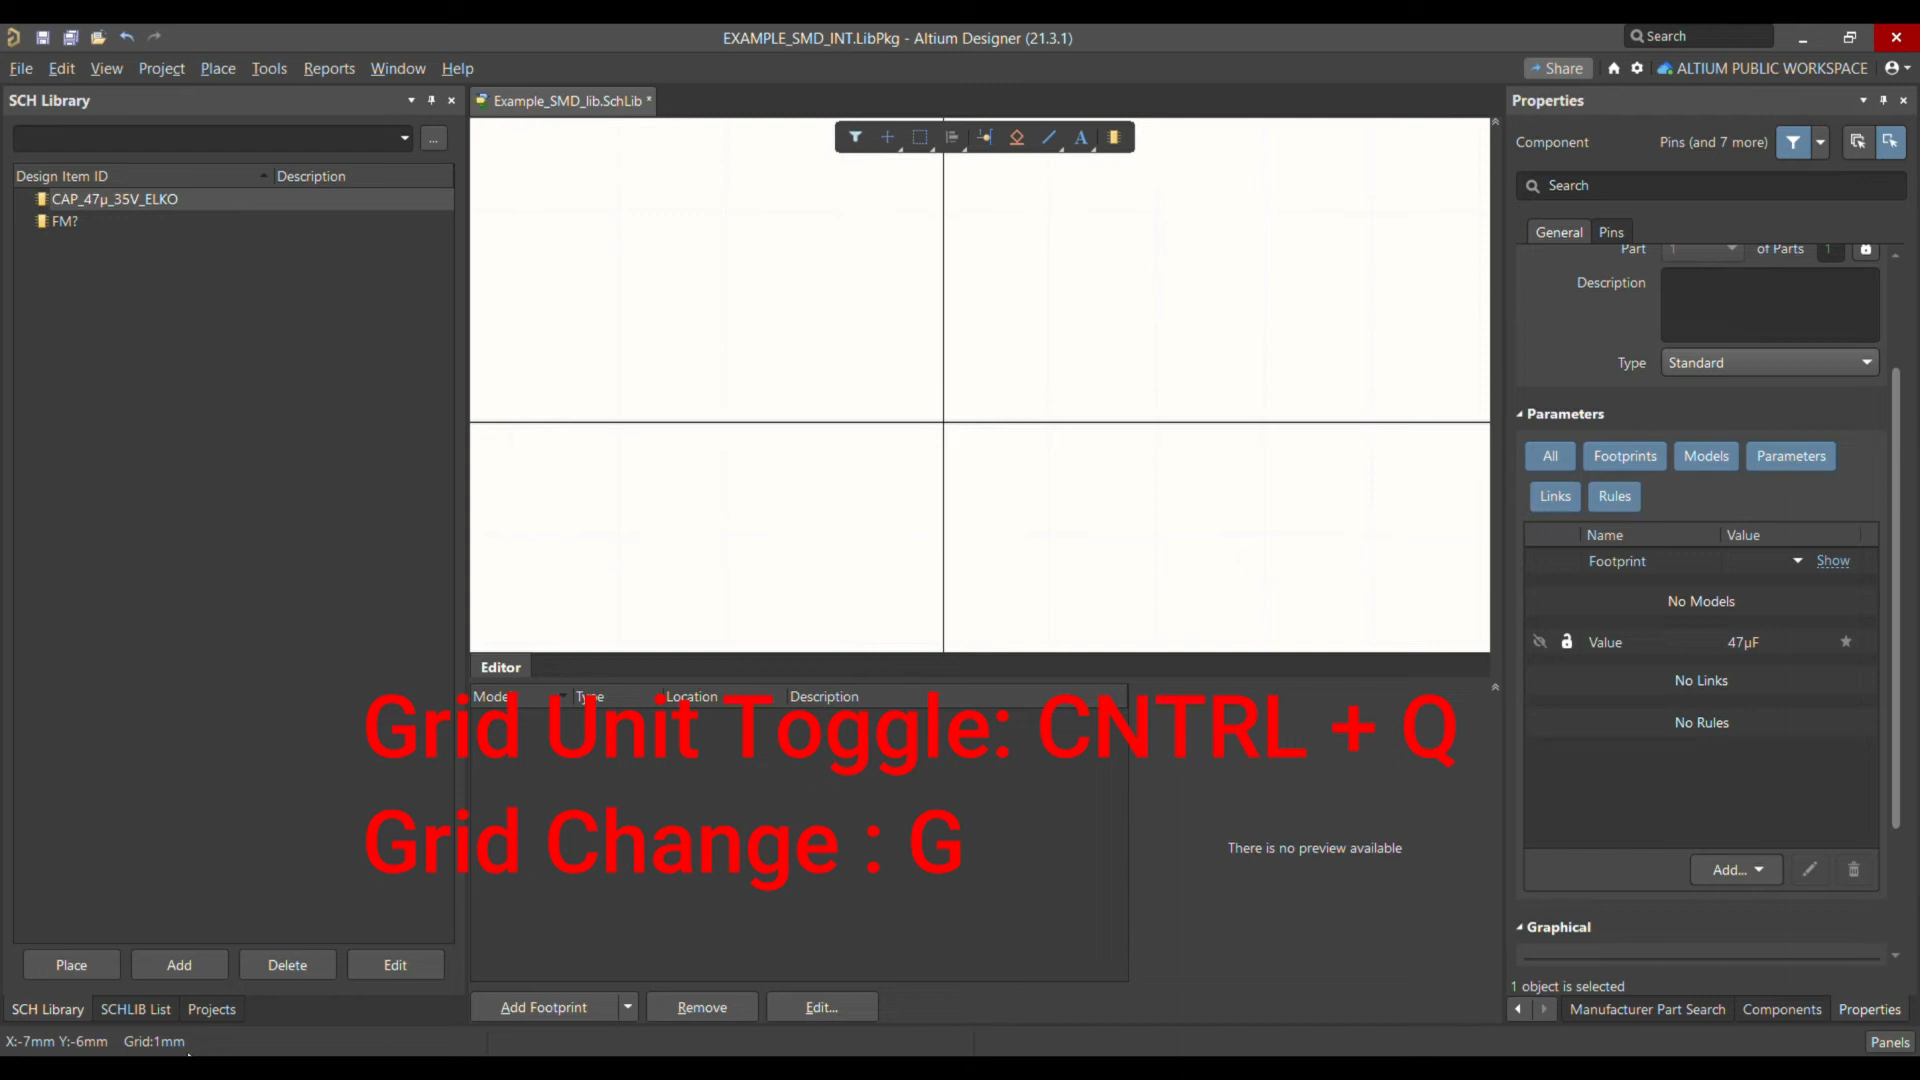 EXAMPLE_SMD_INT.LibPkg - Altium Designer (21.3.1)
Search
File Edit View Project Place Tools Reports Window Help
Share
ALTIUM PUBLIC WORKSPACE
SCH Library
...
Design Item ID
Description
CAP_47µ_35V_ELKO
FM?
Place
Add
Delete
Edit
SCH Library
SCHLIB List
Projects
X:-7mm Y:-6mm Grid:1mm
Example_SMD_lib.SchLib *
A
Editor
Model
Type
Location
Description
Grid Unit Toggle: CNTRL + Q
Grid Change : G
There is no preview available
Add Footprint
Remove
Edit...
Properties
Component
Pins (and 7 more)
Search
General
Pins
Part
1
of Parts
1
Description
Type
Standard
Parameters
All
Footprints
Models
Parameters
Links
Rules
Name
Value
Footprint
Show
No Models
Value
47µF
No Links
No Rules
Add...
Graphical
1 object is selected
Manufacturer Part Search
Components
Properties
Panels